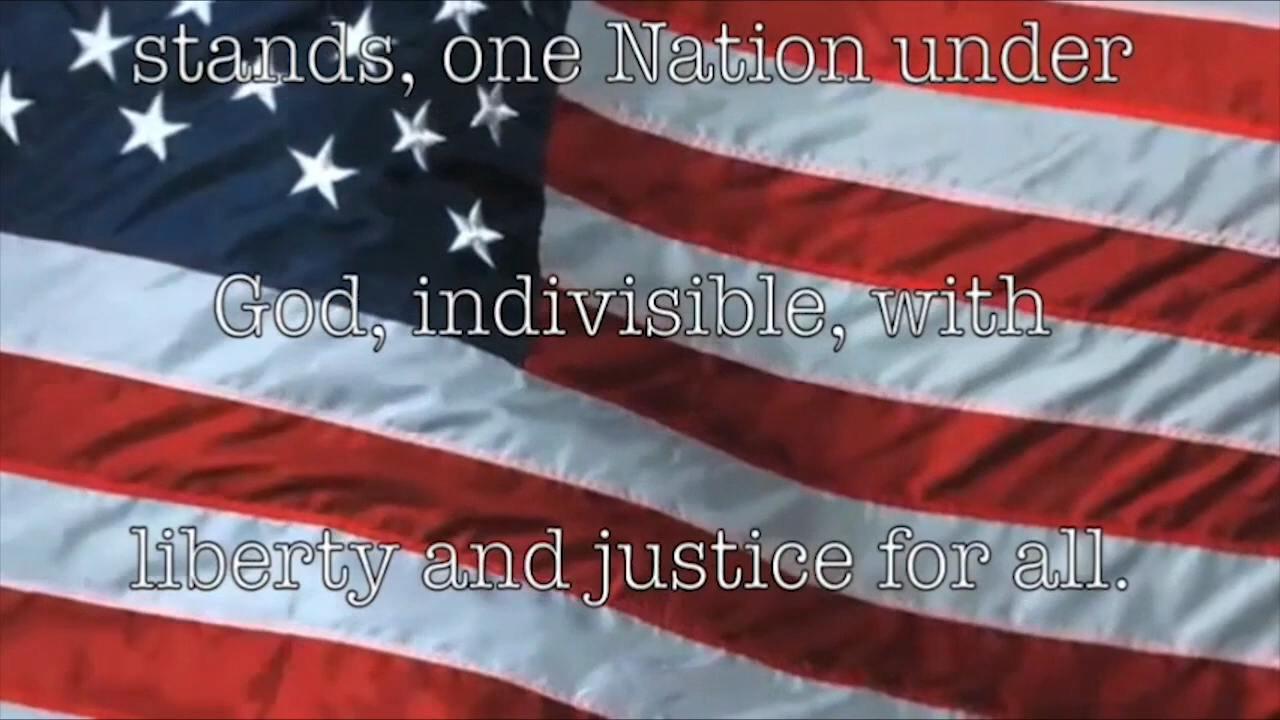 stands, one Nation under
God, indivisible, with
liberty and justice for all.